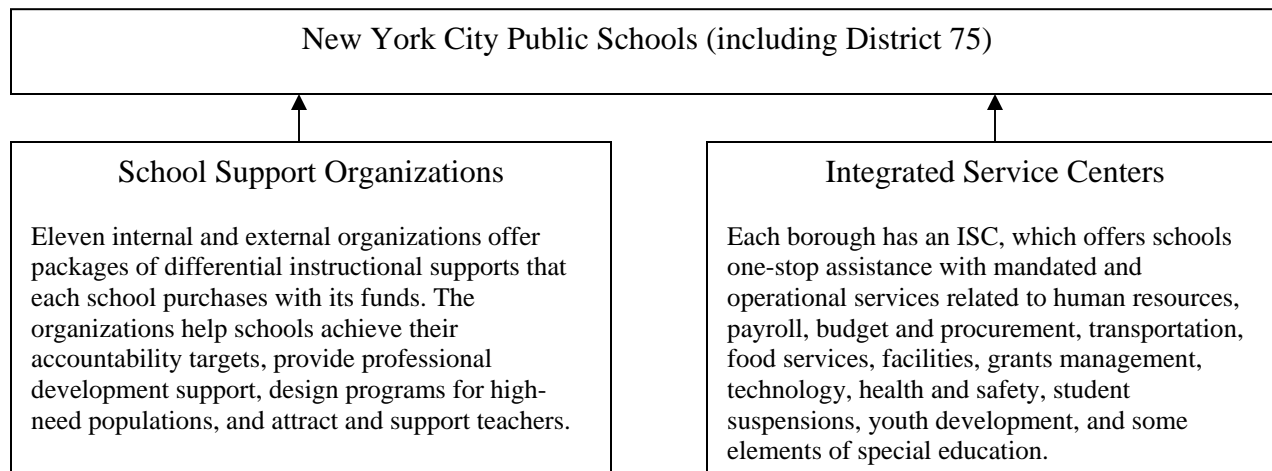 New York City Public Schools (including District 75)
School Support Organizations
Eleven internal and external organizations offer
packages of differential instructional supports that
each school purchases with its funds. The
organizations help schools achieve their
accountability targets, provide professional
development support, design programs for high-
need populations, and attract and support teachers.
Integrated Service Centers
Each borough has an ISC, which offers schools
one-stop assistance with mandated and
operational services related to human resources,
payroll, budget and procurement, transportation,
food services, facilities, grants management,
technology, health and safety, student
suspensions, youth development, and some
elements of special education.